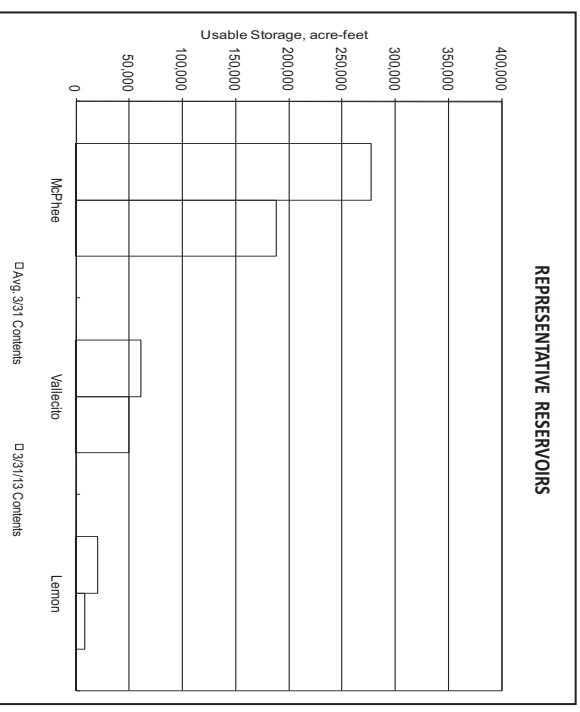 REPRESENTATIVE RESERVOIRS
Usable Storage, acre-feet
400,000
350,000
300,000
250,000
200,000
150,000
100,000
50,000
0
McPhee
Vallecito
Lemon
Avg. 3/31 Contents
3/31/13 Contents